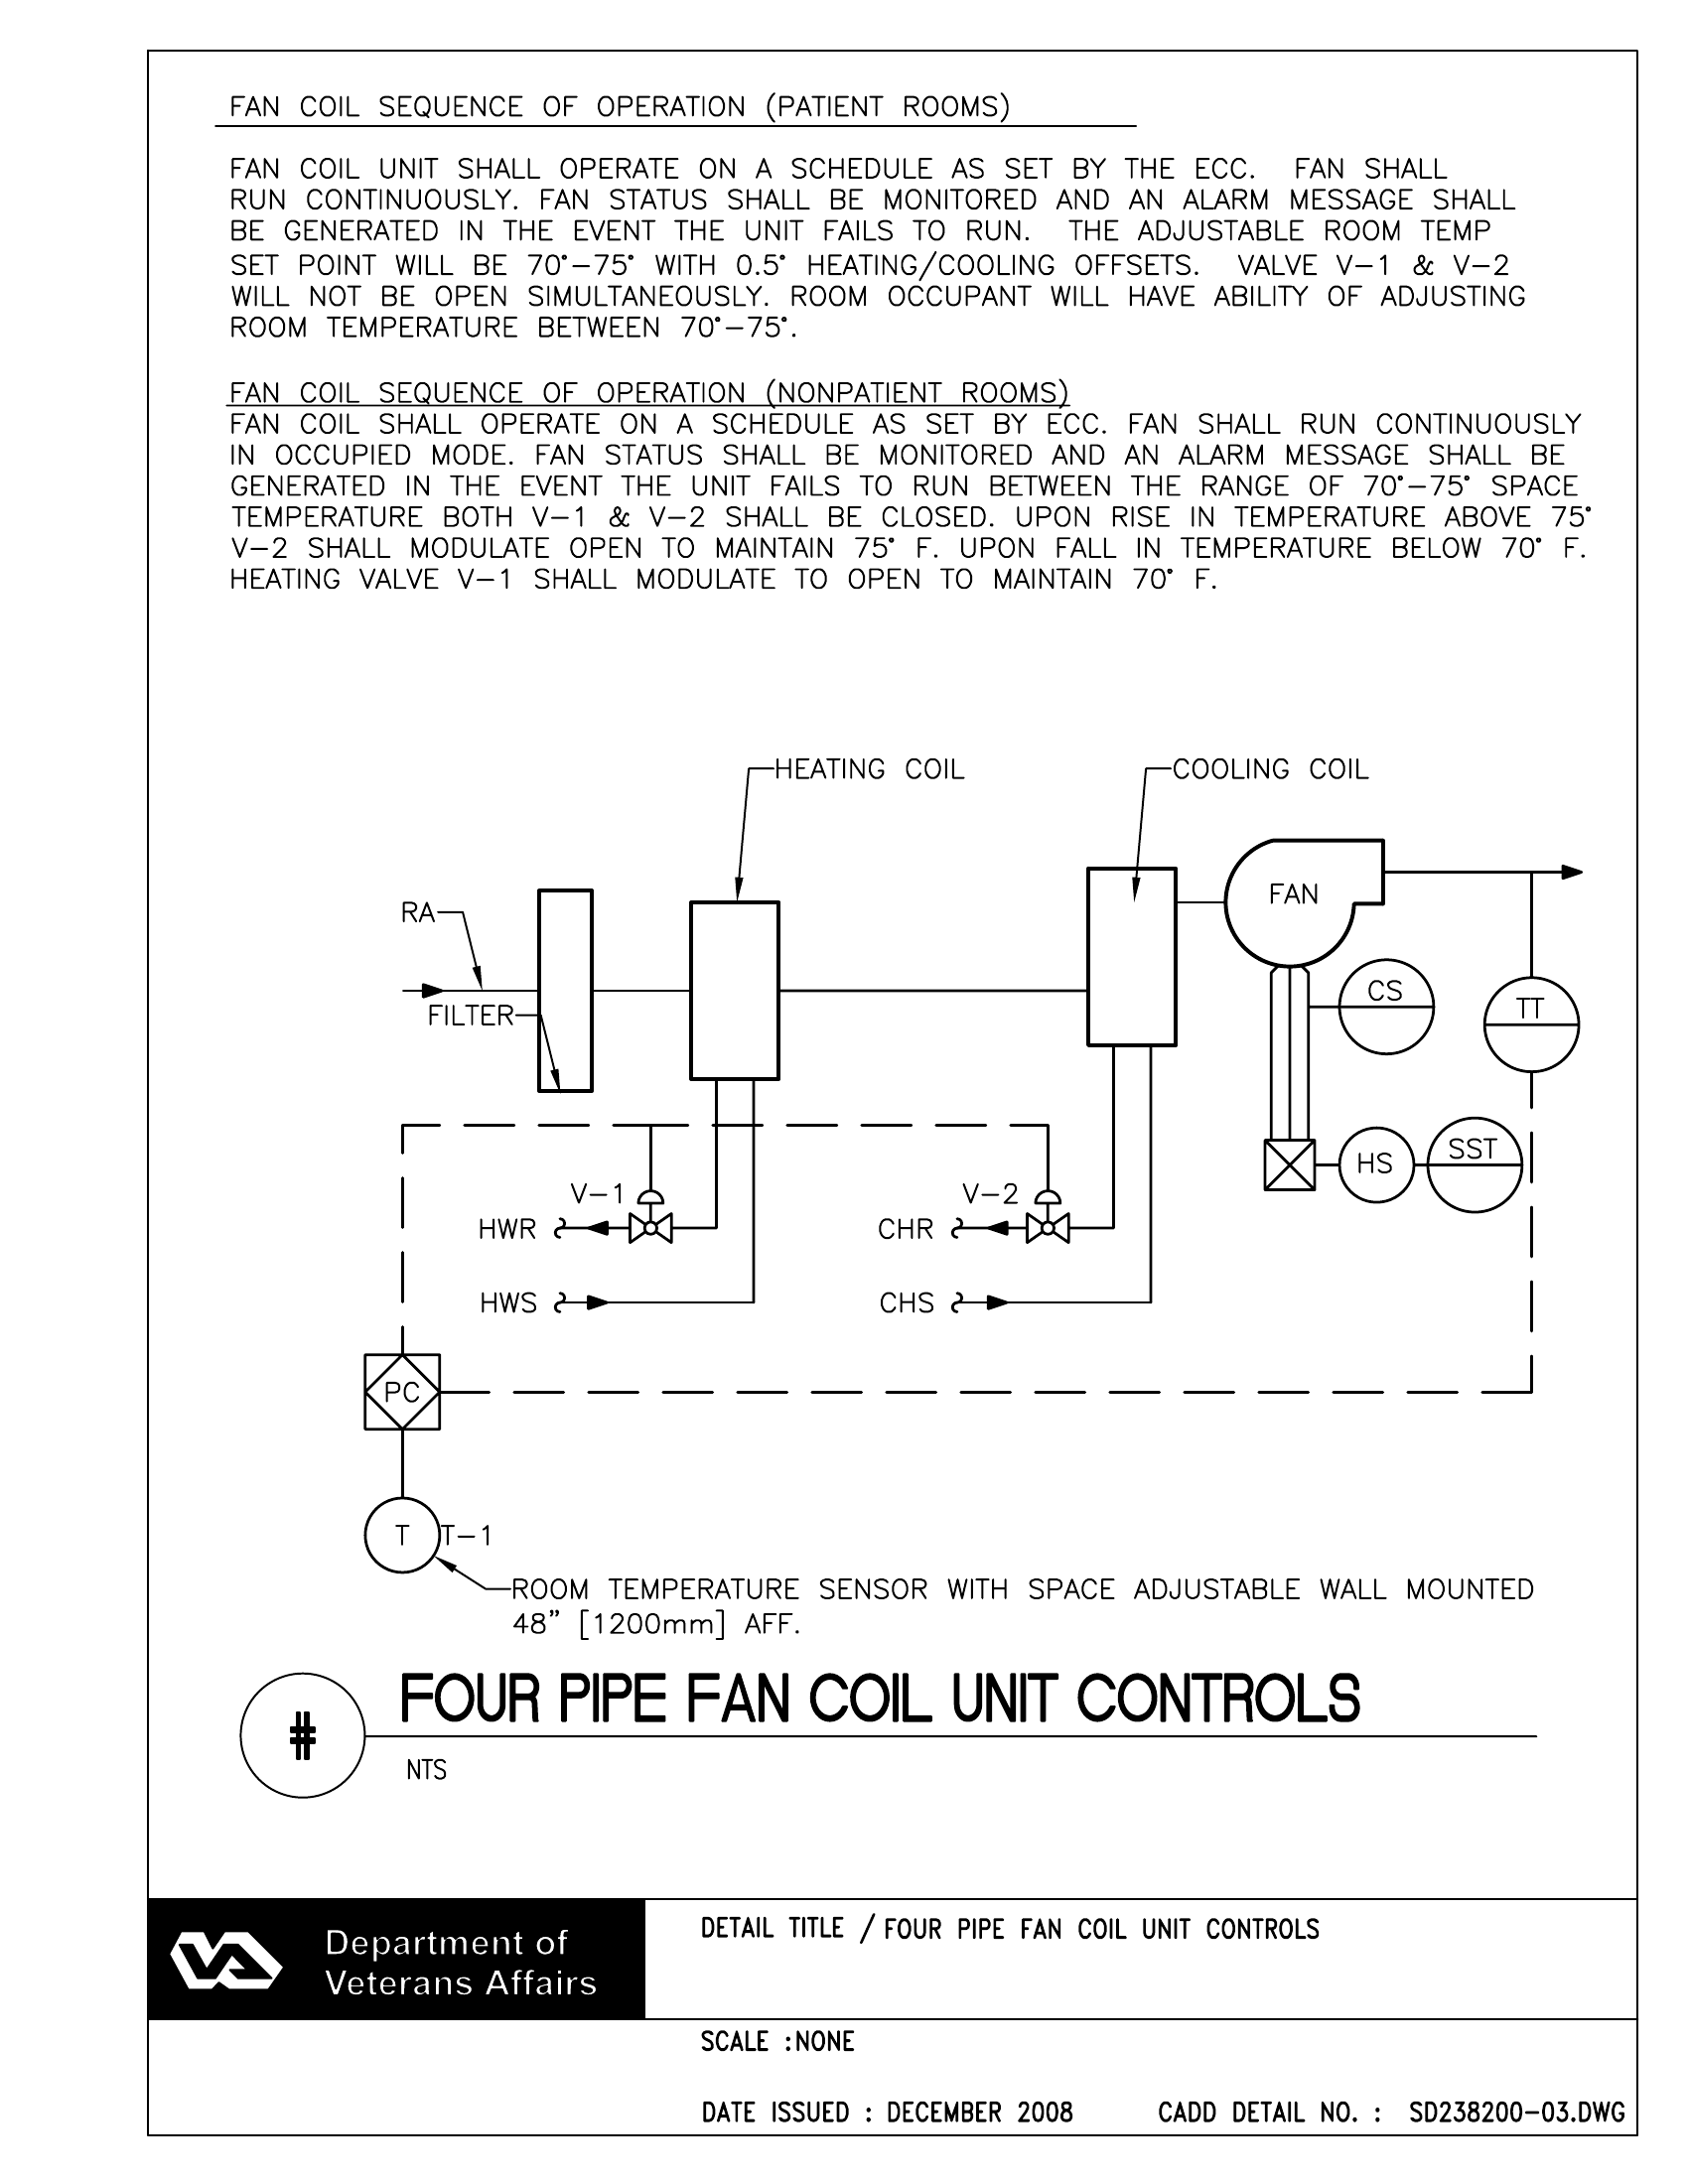 FAN COIL SEQUENCE OF OPERATION (PATIENT ROOMS)
FAN COIL UNIT SHALL OPERATE ON A SCHEDULE AS SET BY THE ECC. FAN SHALL
RUN CONTINUOUSLY. FAN STATUS SHALL BE MONITORED AND AN ALARM MESSAGE SHALL
BE GENERATED IN THE EVENT THE UNIT FAILS TO RUN. THE ADJUSTABLE ROOM TEMP
SET POINT WILL BE 70°-75° WITH 0.5° HEATING/COOLING OFFSETS. VALVE V-1 & V-2
WILL NOT BE OPEN SIMULTANEOUSLY. ROOM OCCUPANT WILL HAVE ABILITY OF ADJUSTING
ROOM TEMPERATURE BETWEEN 70°-75°.
FAN COIL SEQUENCE OF OPERATION (NONPATIENT ROOMS)
FAN COIL SHALL OPERATE ON A SCHEDULE AS SET BY ECC. FAN SHALL RUN CONTINUOUSLY
IN OCCUPIED MODE. FAN STATUS SHALL BE MONITORED AND AN ALARM MESSAGE SHALL BE
GENERATED IN THE EVENT THE UNIT FAILS TO RUN BETWEEN THE RANGE OF 70°-75° SPACE
TEMPERATURE BOTH V-1 & V-2 SHALL BE CLOSED. UPON RISE IN TEMPERATURE ABOVE 75°
V-2 SHALL MODULATE OPEN TO MAINTAIN 75° F. UPON FALL IN TEMPERATURE BELOW 70° F.
HEATING VALVE V-1 SHALL MODULATE TO OPEN TO MAINTAIN 70° F.
HEATING COIL
COOLING COIL
FAN
RA
FILTER
CS
TT
HS
SST
V-1
V-2
HWR
CHR
HWS
CHS
PC
T
T-1
ROOM TEMPERATURE SENSOR WITH SPACE ADJUSTABLE WALL MOUNTED
48" [1200mm] AFF.
FOUR PIPE FAN COIL UNIT CONTROLS
#
NTS
Department of
Veterans Affairs
DETAIL TITLE / FOUR PIPE FAN COIL UNIT CONTROLS
SCALE :NONE
DATE ISSUED : DECEMBER 2008
CADD DETAIL NO. : SD238200-03.DWG